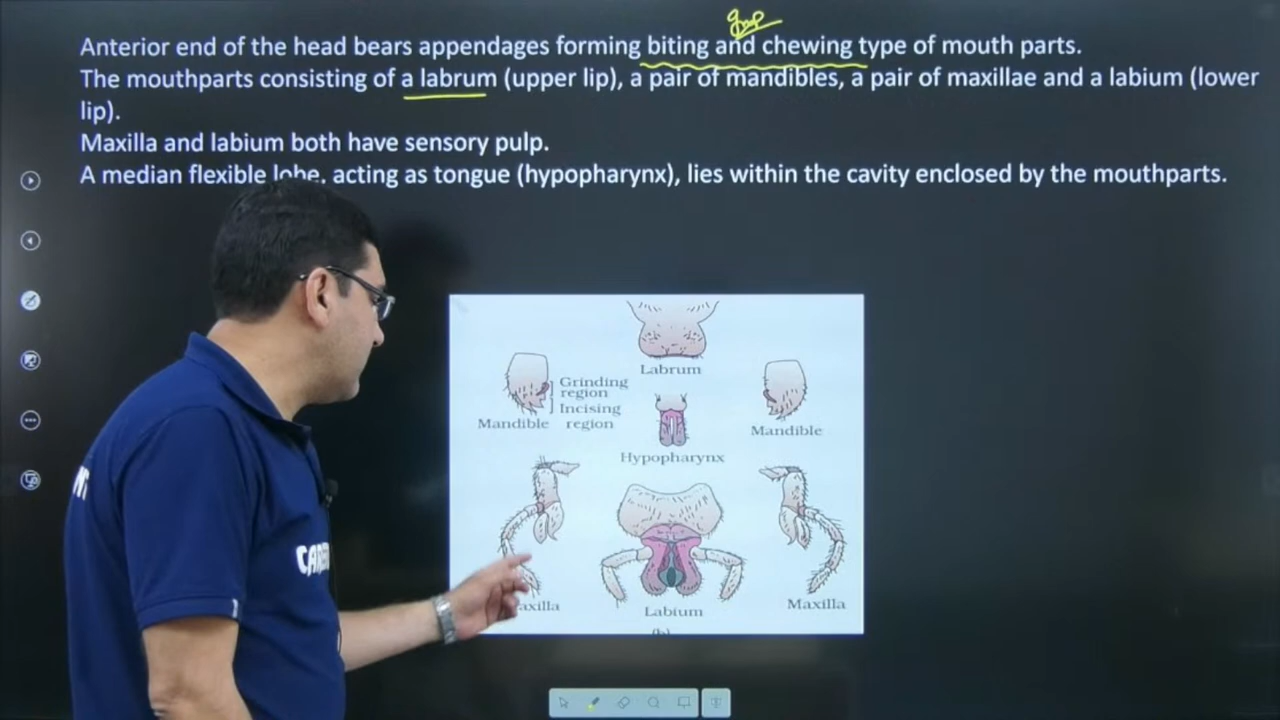 Anterior end of the head bears appendages forming biting and chewing type of mouth parts.
The mouthparts consisting of a labrum (upper lip), a pair of mandibles, a pair of maxillae and a labium (lower
lip).
Maxilla and labium both have sensory pulp.
A median flexible lobe, acting as tongue (hypopharynx), lies within the cavity enclosed by the mouthparts.
Labrum
Grinding
region
Incising
region
Mandible
Mandible
Hypopharynx
axilla
Labium
Maxilla
(b)